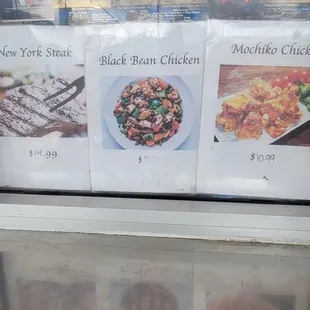 New York Steak
$14.99
Black Bean Chicken
Mochiko Chick
$10.99